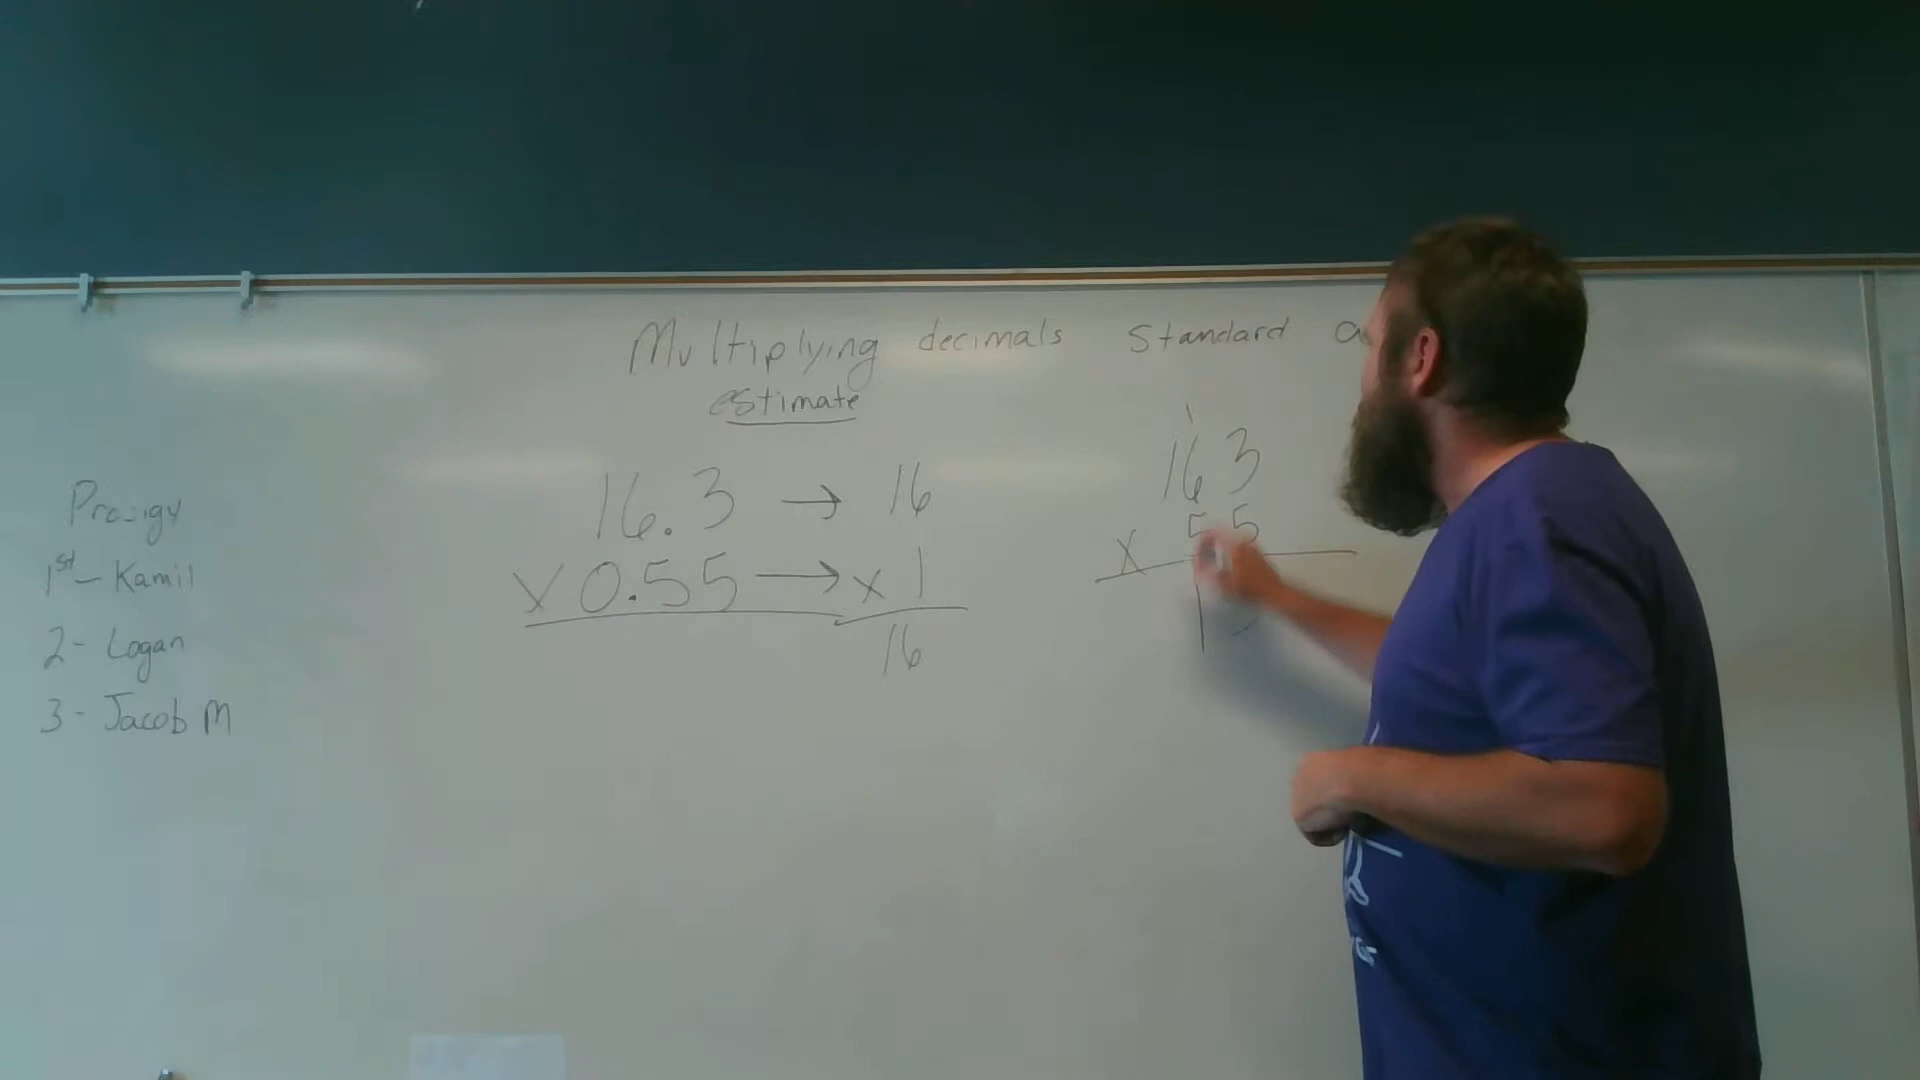 Multiplying decimals Standard
estimate
16.3 → 16
x 0.55 → x 1
16
163
x 55
1
Prodigy
1st - Kamil
2 - Logan
3 - Jacob M